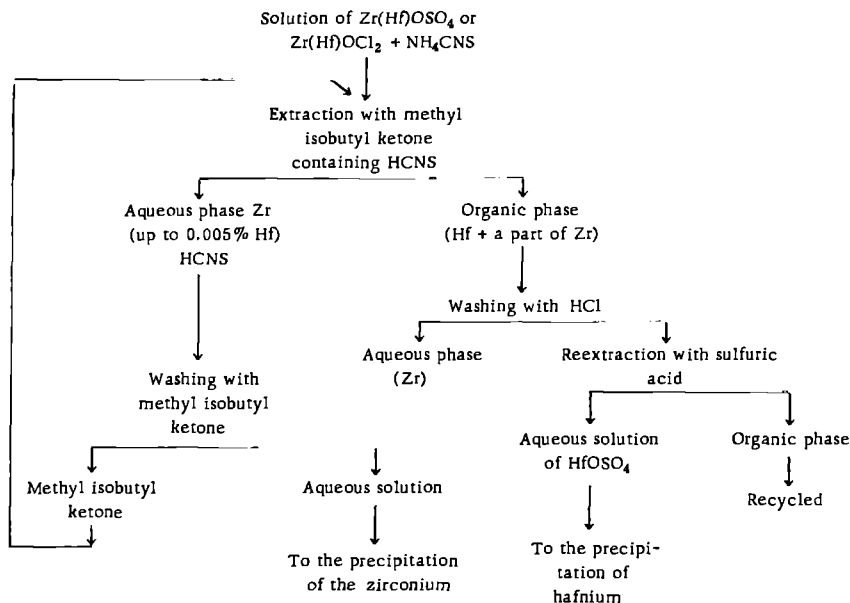 Solution of Zr(Hf)OSO₄ or
Zr(Hf)OCl₂ + NH₄CNS
Extraction with methyl
isobutyl ketone
containing HCNS
Aqueous phase Zr
(up to 0.005% Hf)
HCNS
Organic phase
(Hf + a part of Zr)
Washing with HCl
Aqueous phase
(Zr)
Reextraction with sulfuric
acid
Washing with
methyl isobutyl
ketone
Aqueous solution
of HfOSO₄
Organic phase
Methyl isobutyl
ketone
Aqueous solution
Recycled
To the precipitation
of the zirconium
To the precipi-
tation of
hafnium